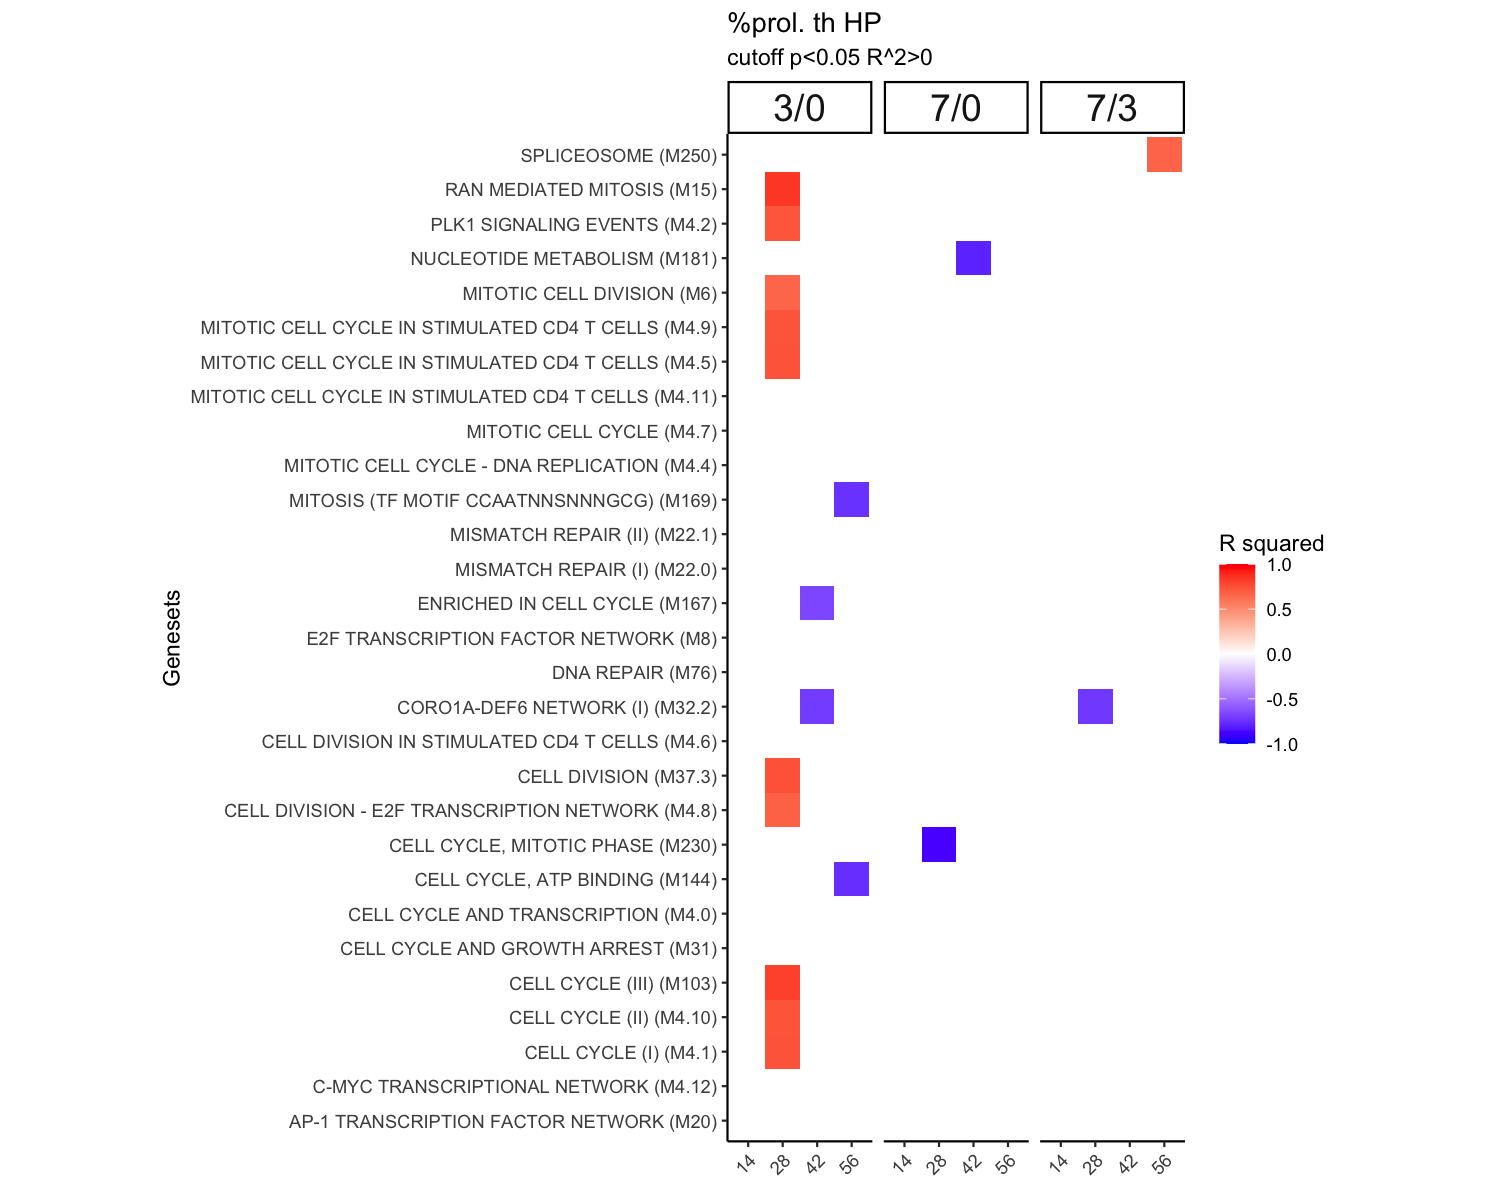 %prol. th HP
cutoff p<0.05 R^2>0
3/0 7/0 7/3
SPLICEOSOME (M250)
RAN MEDIATED MITOSIS (M15)
PLK1 SIGNALING EVENTS (M4.2)
NUCLEOTIDE METABOLISM (M181)
MITOTIC CELL DIVISION (M6)
MITOTIC CELL CYCLE IN STIMULATED CD4 T CELLS (M4.9)
MITOTIC CELL CYCLE IN STIMULATED CD4 T CELLS (M4.5)
MITOTIC CELL CYCLE IN STIMULATED CD4 T CELLS (M4.11)
MITOTIC CELL CYCLE (M4.7)
MITOTIC CELL CYCLE - DNA REPLICATION (M4.4)
MITOSIS (TF MOTIF CCAATNNSNNNGCG) (M169)
MISMATCH REPAIR (II) (M22.1)
MISMATCH REPAIR (I) (M22.0)
ENRICHED IN CELL CYCLE (M167)
E2F TRANSCRIPTION FACTOR NETWORK (M8)
DNA REPAIR (M76)
CORO1A-DEF6 NETWORK (I) (M32.2)
CELL DIVISION IN STIMULATED CD4 T CELLS (M4.6)
CELL DIVISION (M37.3)
CELL DIVISION - E2F TRANSCRIPTION NETWORK (M4.8)
CELL CYCLE, MITOTIC PHASE (M230)
CELL CYCLE, ATP BINDING (M144)
CELL CYCLE AND TRANSCRIPTION (M4.0)
CELL CYCLE AND GROWTH ARREST (M31)
CELL CYCLE (III) (M103)
CELL CYCLE (II) (M4.10)
CELL CYCLE (I) (M4.1)
C-MYC TRANSCRIPTIONAL NETWORK (M4.12)
AP-1 TRANSCRIPTION FACTOR NETWORK (M20)
Genesets
14 28 42 56 14 28 42 56 14 28 42 56
R squared
1.0
0.5
0.0
-0.5
-1.0